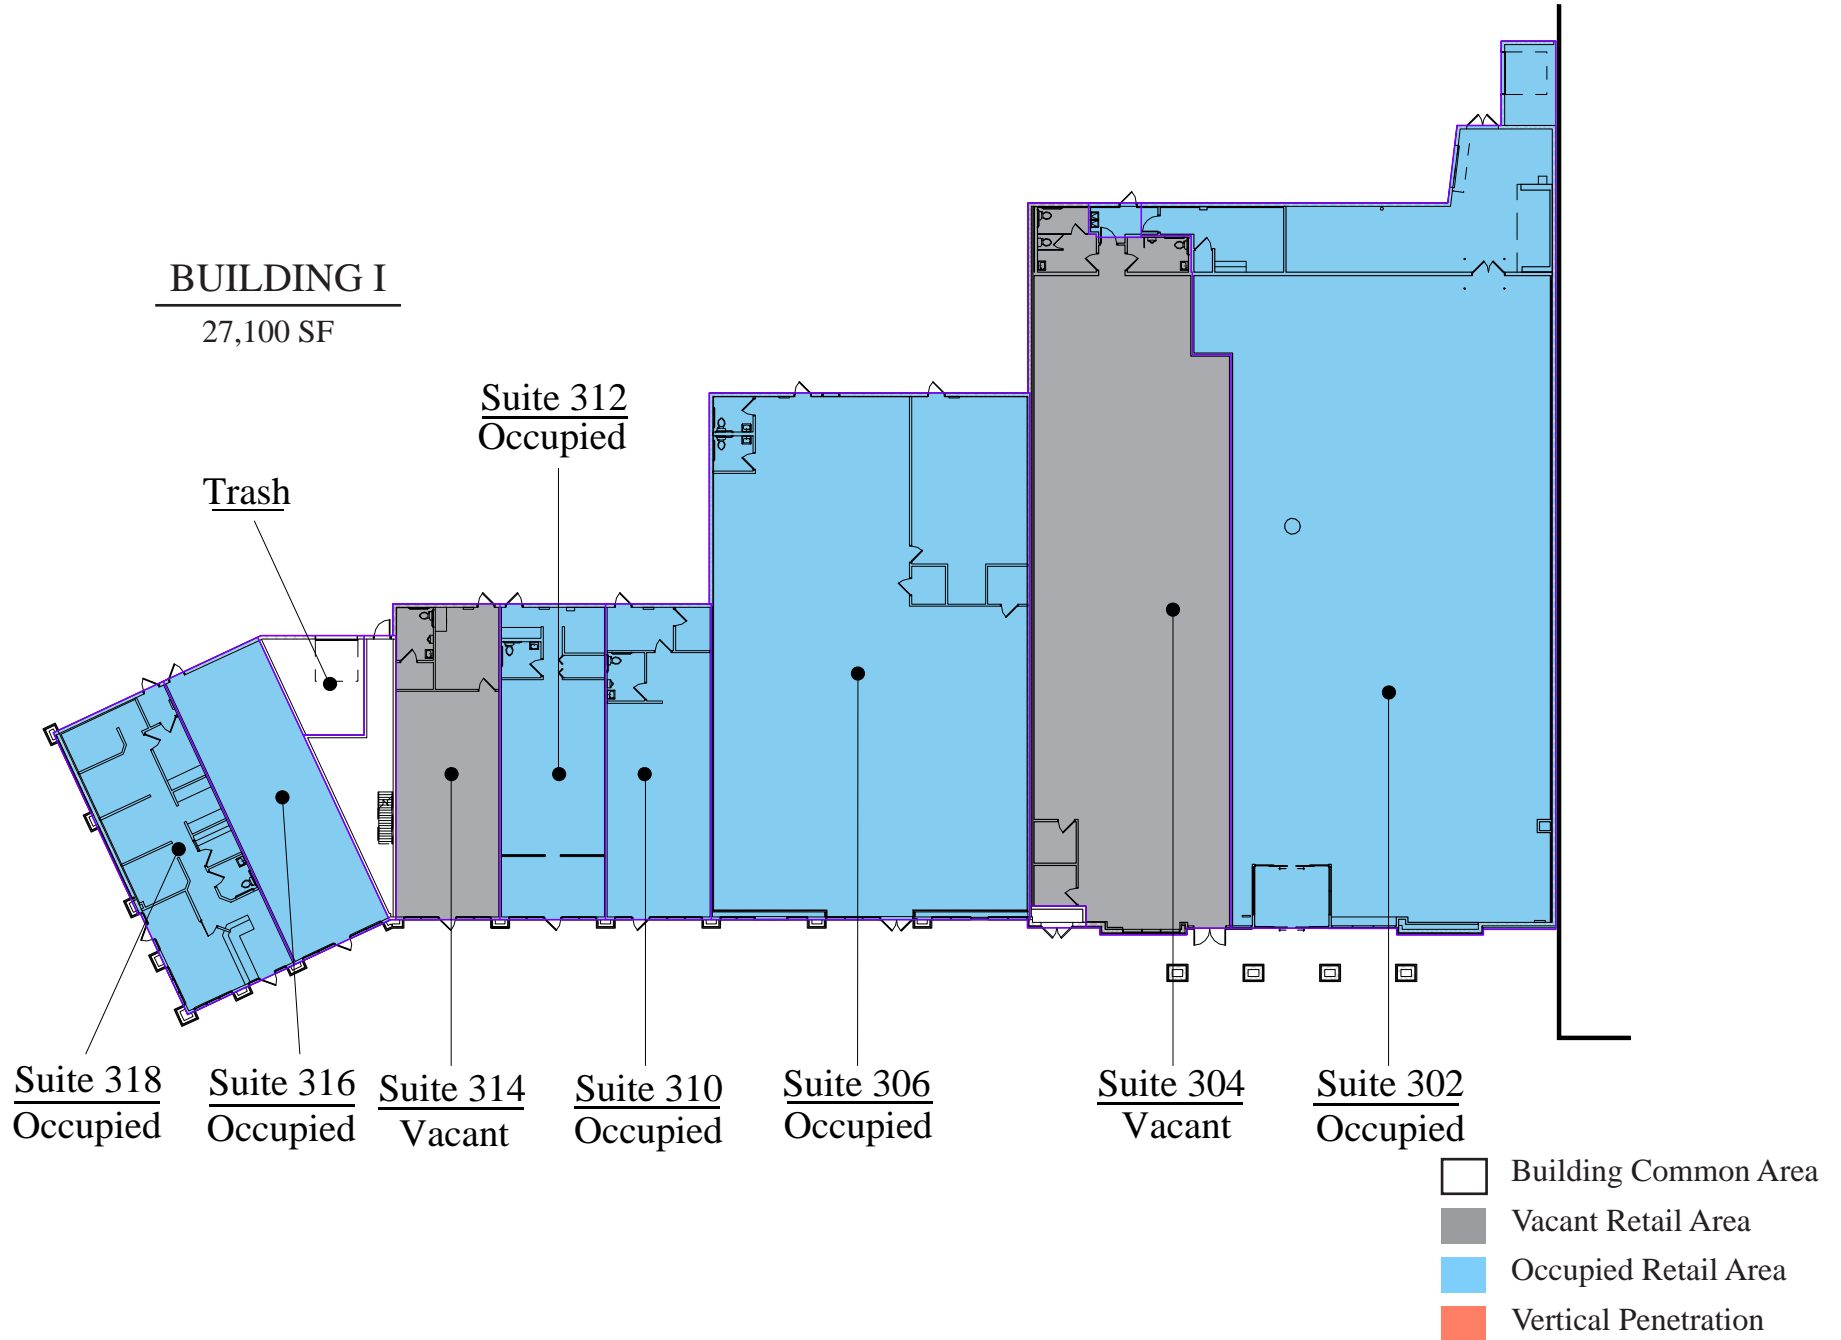 BUILDING I
27,100 SF
Suite 312
Occupied
Trash
Suite 318
Occupied
Suite 316
Occupied
Suite 314
Vacant
Suite 310
Occupied
Suite 306
Occupied
Suite 304
Vacant
Suite 302
Occupied
Building Common Area
Vacant Retail Area
Occupied Retail Area
Vertical Penetration